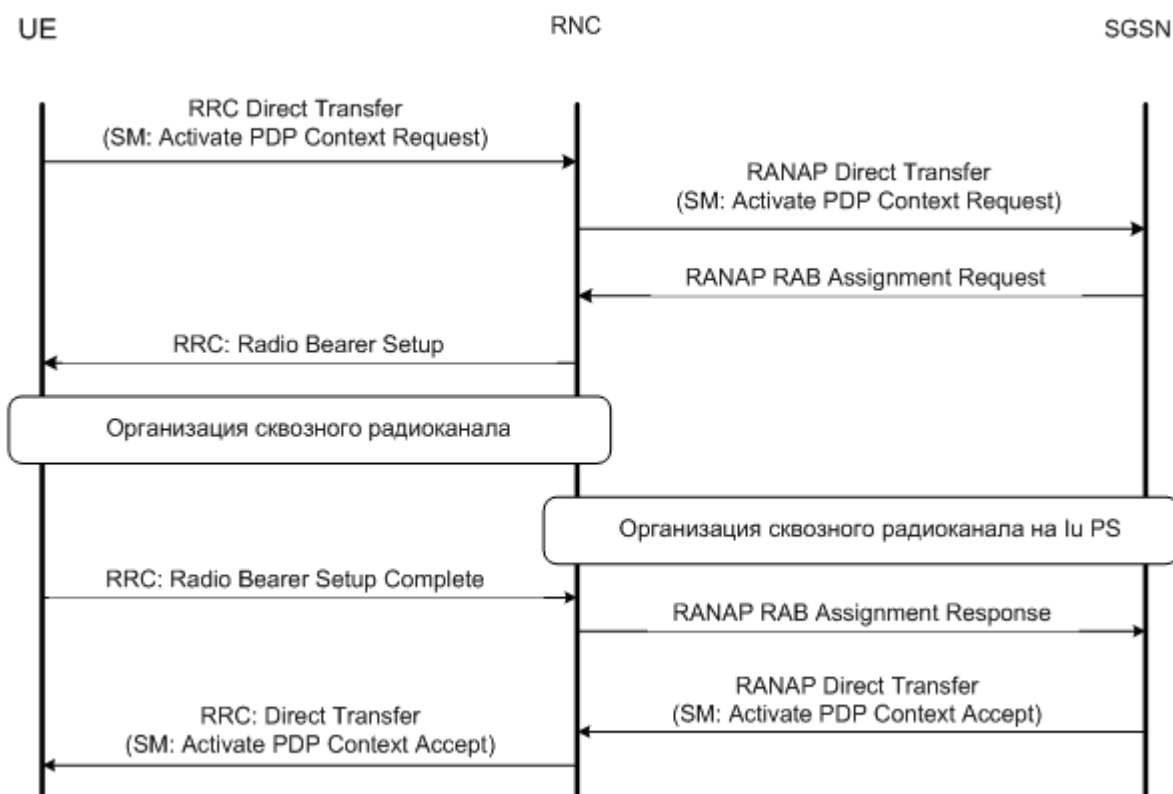 UE
RNC
SGSN
RRC Direct Transfer
(SM: Activate PDP Context Request)
RANAP Direct Transfer
(SM: Activate PDP Context Request)
RANAP RAB Assignment Request
RRC: Radio Bearer Setup
Организация сквозного радиоканала
Организация сквозного радиоканала на Iu PS
RRC: Radio Bearer Setup Complete
RANAP RAB Assignment Response
RANAP Direct Transfer
(SM: Activate PDP Context Accept)
RRC: Direct Transfer
(SM: Activate PDP Context Accept)